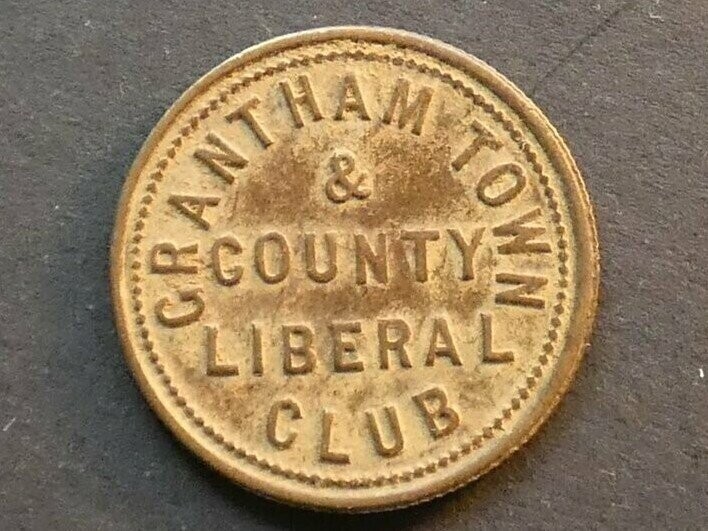 GRANTHAM TOWN
&
COUNTY
LIBERAL
CLUB